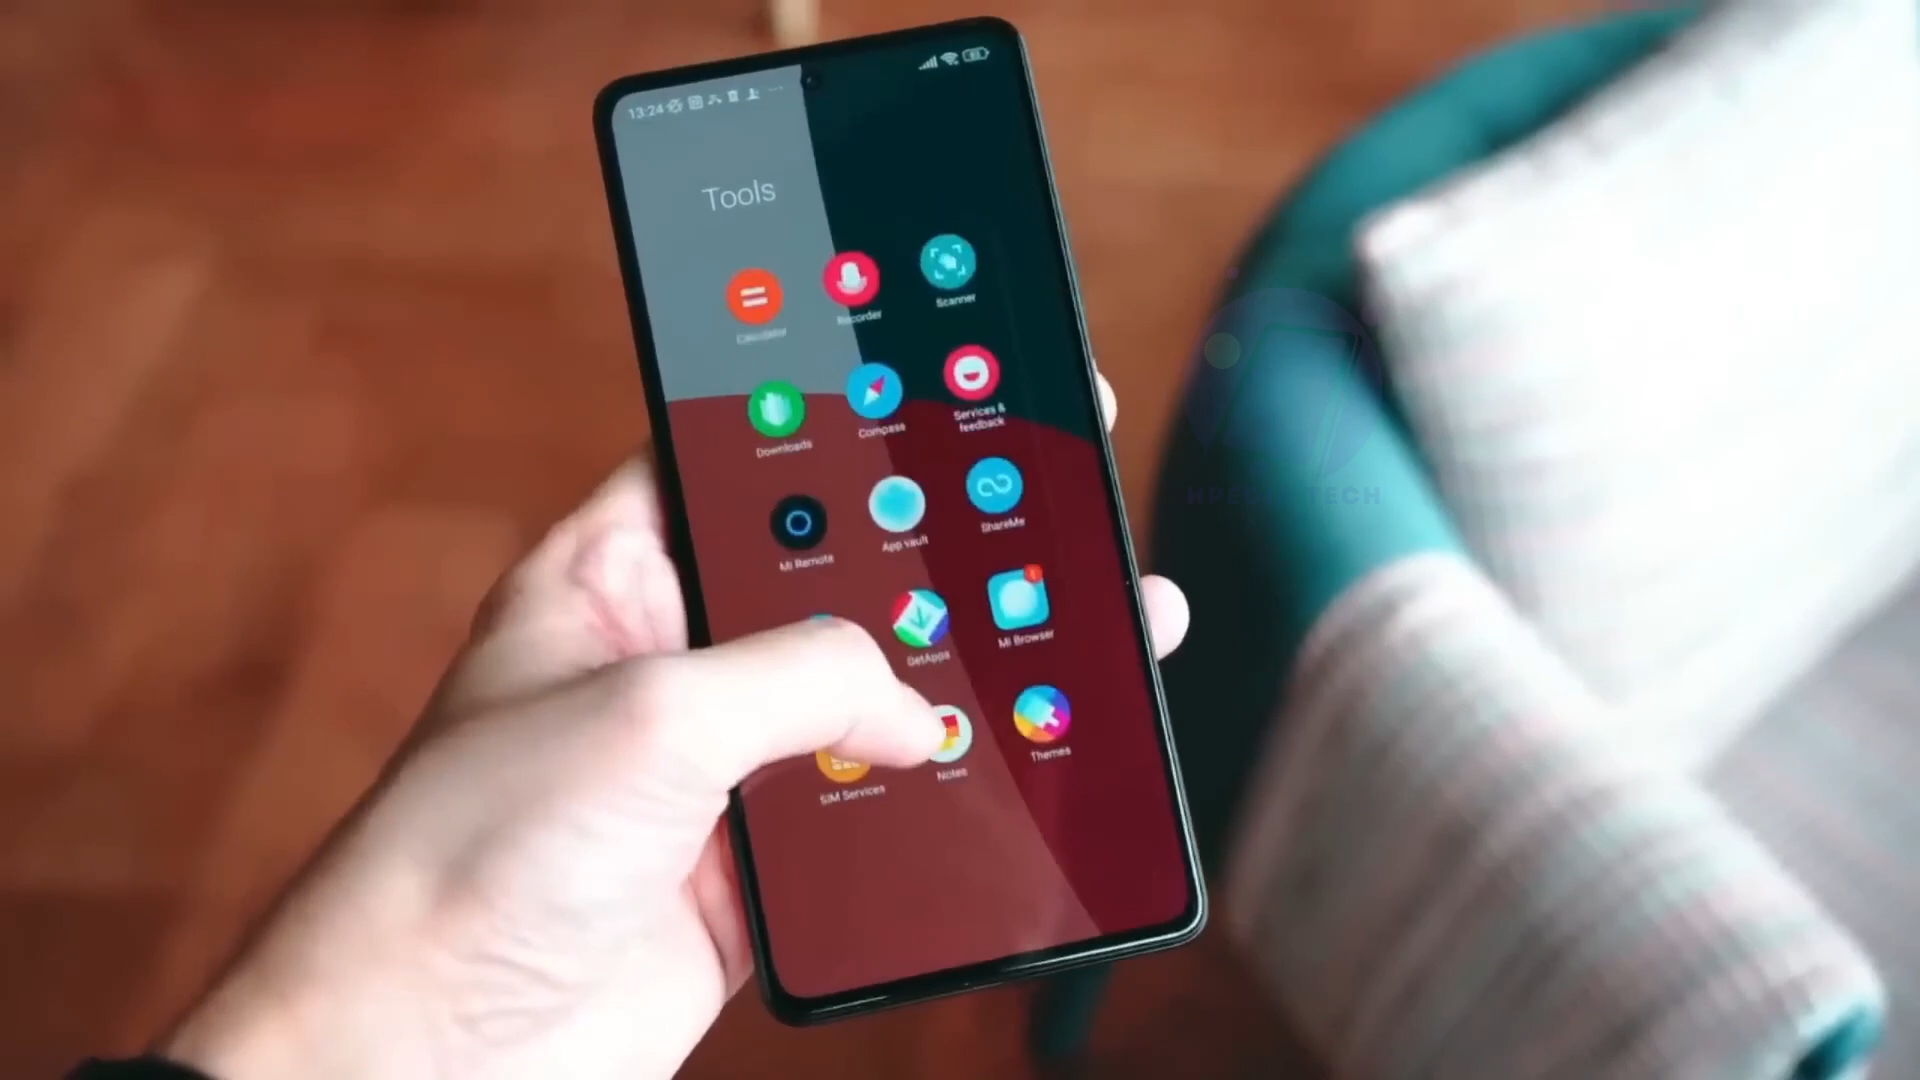 13:24
Tools
Calculator
Recorder
Scanner
Downloads
Compass
Services &
feedback
Mi Remote
App vault
ShareMe
GetApps
Mi Browser
SIM Services
Notes
Themes
TECH